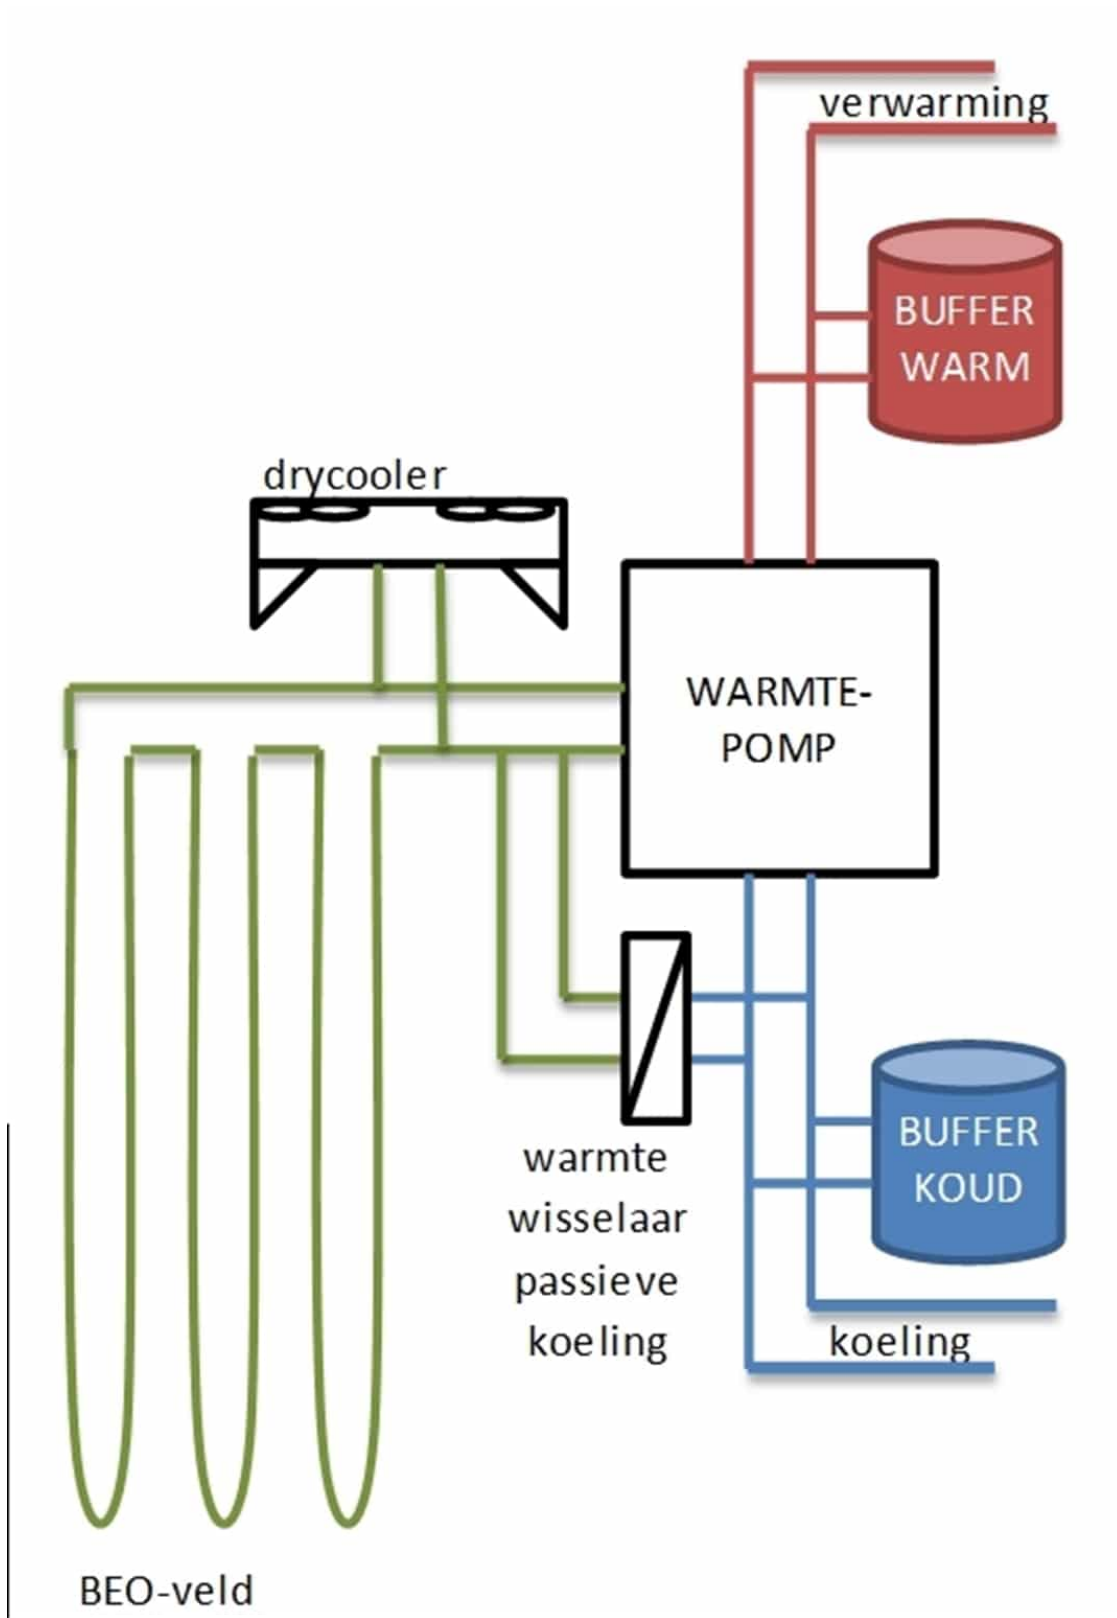 verwarming
BUFFER
WARM
drycooler
WARMTE-
POMP
BUFFER
KOUD
warmte
wisselaar
passieve
koeling
koeling
BEO-veld